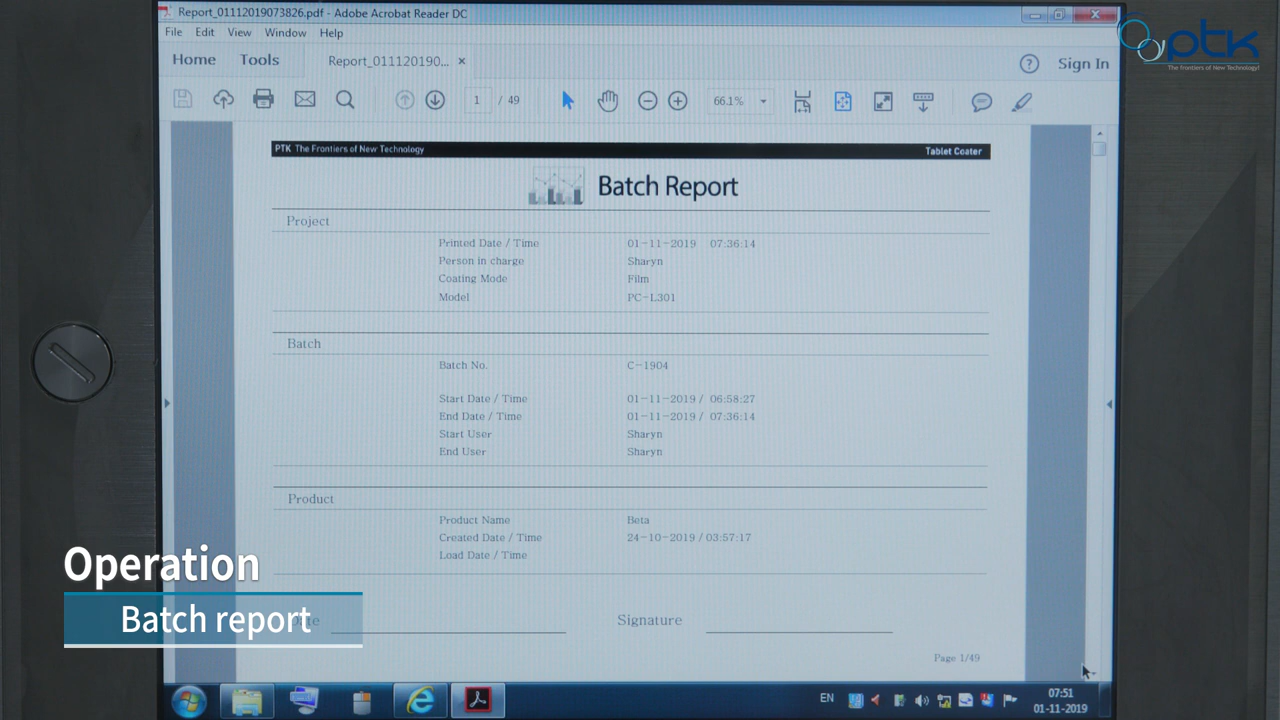 Report_01112019073826.pdf - Adobe Acrobat Reader DC
File Edit View Window Help
Home Tools Report_011120190... × ? Sign In
1 / 49 66.1%
ptk
The frontiers of New Technology!
PTK The Frontiers of New Technology Tablet Coater
Batch Report
Project
Printed Date / Time 01-11-2019 07:36:14
Person in charge Sharyn
Coating Mode Film
Model PC-L301
Batch
Batch No. C-1904
Start Date / Time 01-11-2019 / 06:58:27
End Date / Time 01-11-2019 / 07:36:14
Start User Sharyn
End User Sharyn
Product
Product Name Beta
Created Date / Time 24-10-2019 / 03:57:17
Load Date / Time
Operation
Batch report
Date Signature
Page 1/49
EN 07:51
01-11-2019